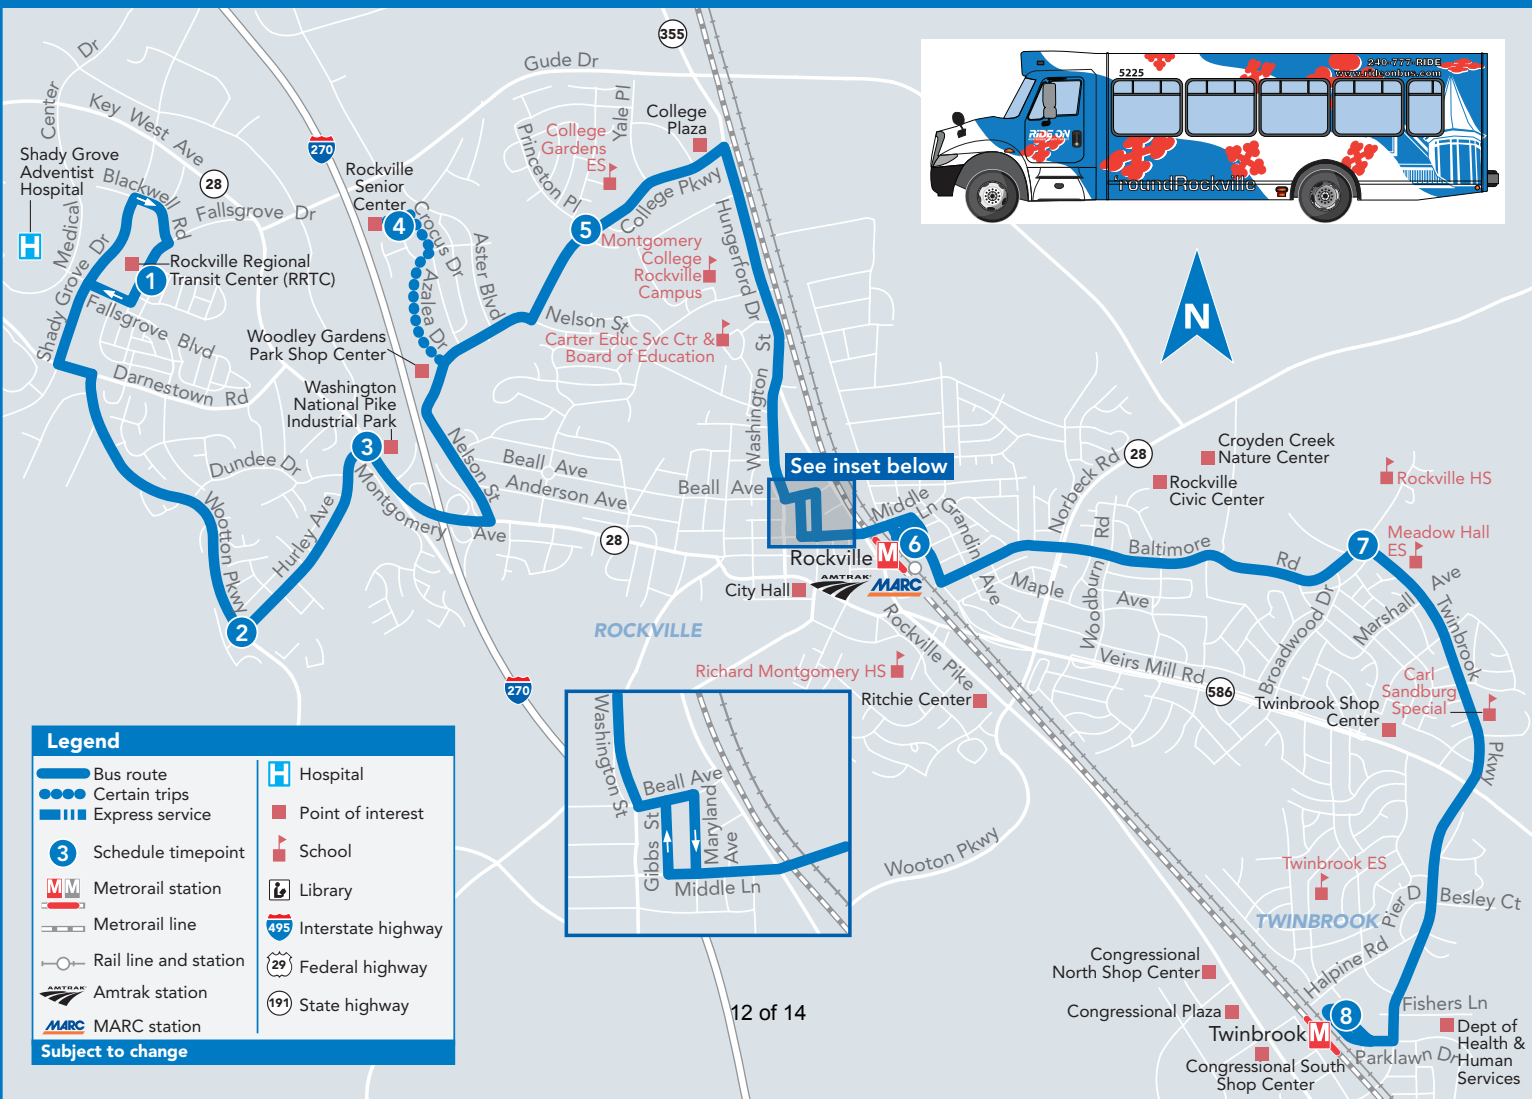 355
Gude Dr
240-777-RIDE
www.rideonbus.com
5225
RIDE ON
'roundRockville
N
Center
Dr
Key West Ave
28
270
Shady Grove
Adventist
Hospital
H
Medical
Blackwell
Rd
Fallsgrove Dr
Shady Grove Dr
1
Rockville Regional
Transit Center (RRTC)
Fallsgrove Blvd
Darnestown Rd
Rockville
Senior
Center
4
Crocus Dr
Azalea Dr
Aster Blvd
Princeton Pl
College
Gardens
ES
Yale Pl
College
Plaza
5
College Pkwy
Hungerford Dr
Montgomery
College
Rockville
Campus
Nelson St
Carter Educ Svc Ctr &
Board of Education
Woodley Gardens
Park Shop Center
Washington
National Pike
Industrial Park
3
Dundee Dr
Wootton Pkwy
Hurley Ave
2
Montgomery
Ave
Nelson St
Beall Ave
Anderson Ave
28
Washington St
Beall Ave
See inset below
Middle
Ln
Grandin
Ave
6
Rockville
M
AMTRAK
MARC
City Hall
ROCKVILLE
Rockville Pike
Richard Montgomery HS
Ritchie Center
270
Norbeck Rd
28
Croyden Creek
Nature Center
Rockville
Civic Center
Rockville HS
Meadow Hall
ES
7
Baltimore
Rd
Maple
Ave
Woodburn Rd
Veirs Mill Rd
586
Broadwood Dr
Marshall Ave
Twinbrook
Pkwy
Carl
Sandburg
Special
Twinbrook Shop
Center
Twinbrook ES
TWINBROOK
Pier D
Besley Ct
Halpine Rd
Wooton Pkwy
Congressional
North Shop Center
Congressional Plaza
Twinbrook
M
8
Congressional South
Shop Center
Fishers Ln
Parklawn Dr
Dept of
Health &
Human
Services
Washington St
Beall Ave
Gibbs St
Maryland
Ave
Middle Ln
12 of 14
Legend
Bus route
Certain trips
Express service
3 Schedule timepoint
MM Metrorail station
Metrorail line
Rail line and station
AMTRAK Amtrak station
MARC MARC station
H Hospital
Point of interest
School
Library
495 Interstate highway
29 Federal highway
191 State highway
Subject to change